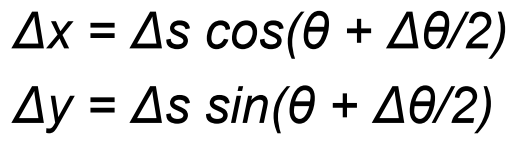 Δx = Δs cos(θ + Δθ/2)
Δy = Δs sin(θ + Δθ/2)